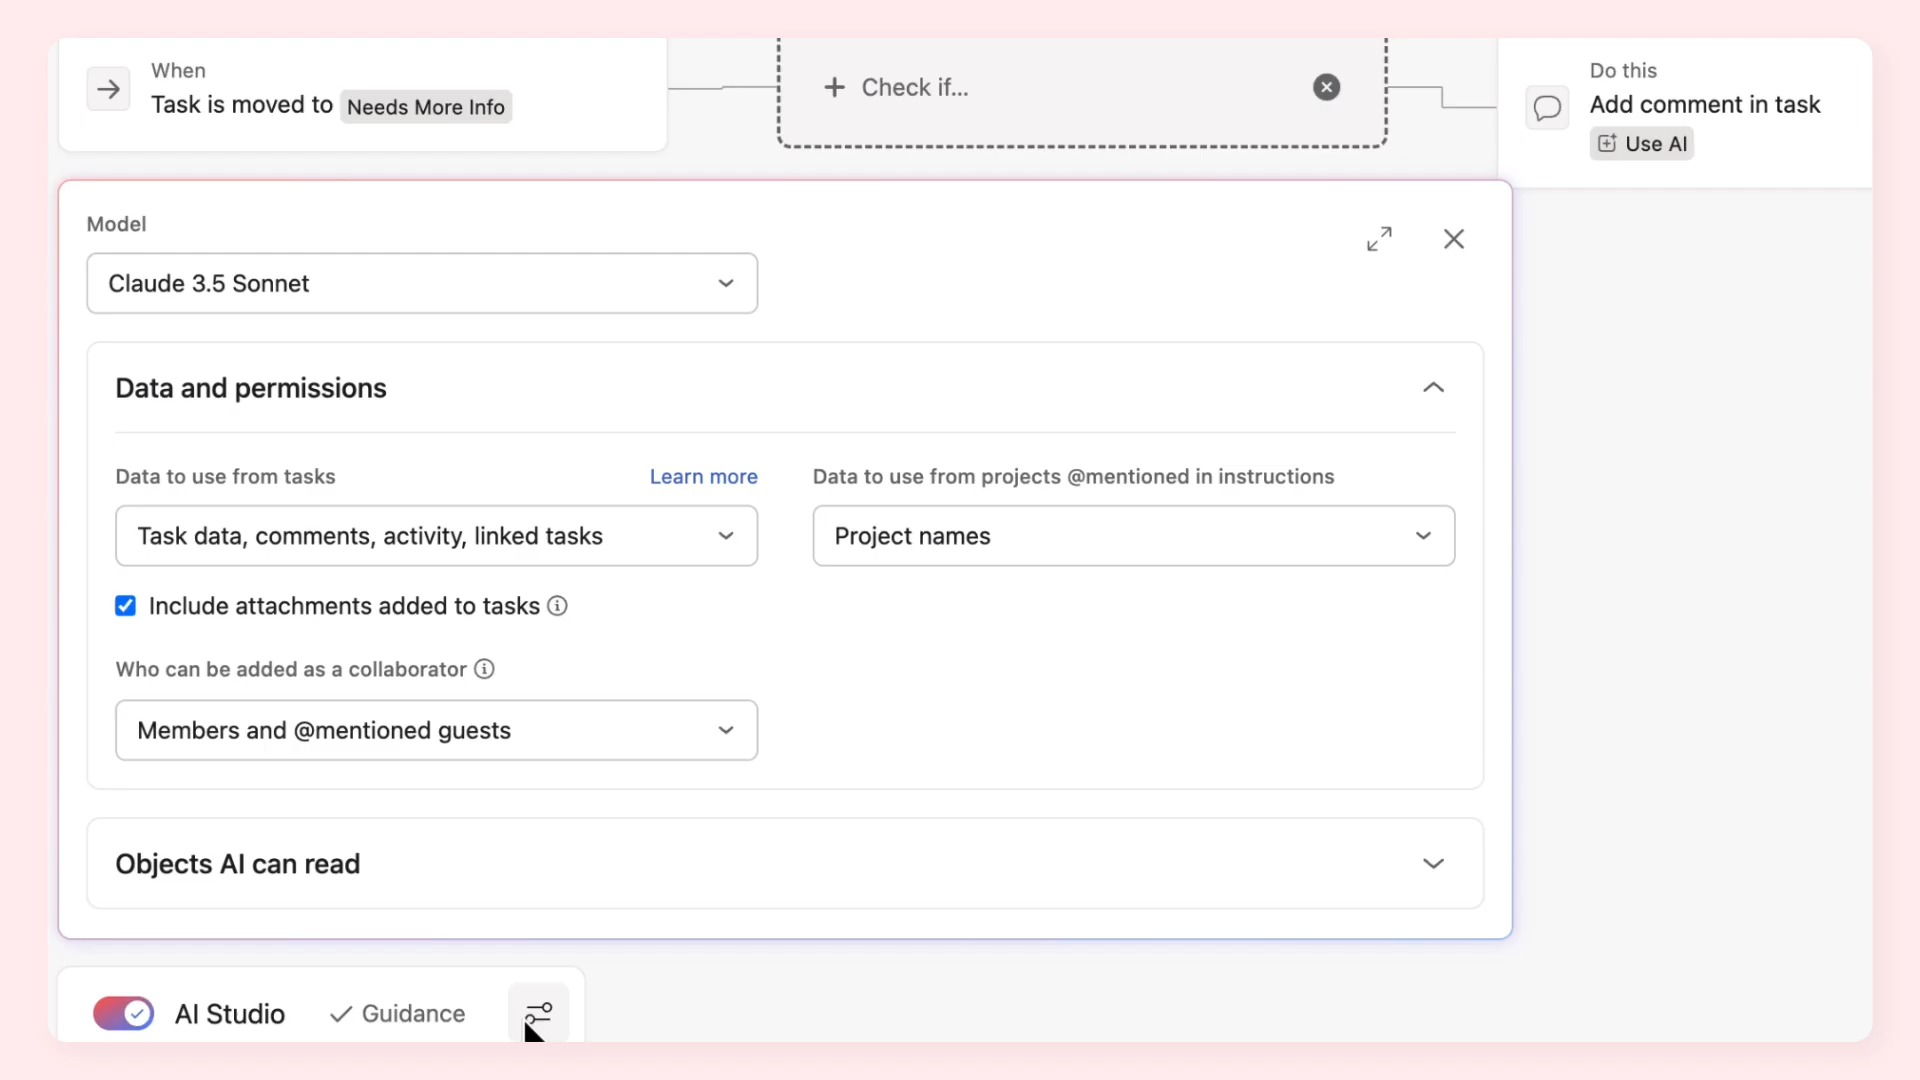 When
Task is moved to Needs More Info
Check if...
Do this
Add comment in task
Use AI
Model
Claude 3.5 Sonnet
Data and permissions
Data to use from tasks
Learn more
Data to use from projects @mentioned in instructions
Task data, comments, activity, linked tasks
Project names
Include attachments added to tasks
Who can be added as a collaborator
Members and @mentioned guests
Objects AI can read
AI Studio
Guidance